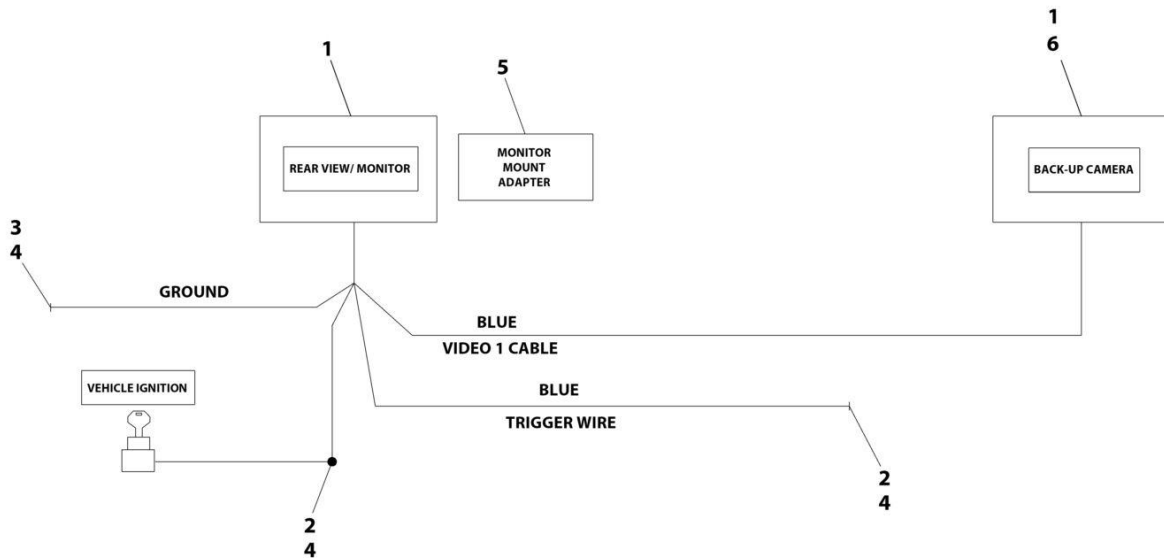 1
5
1
6
REAR VIEW/ MONITOR
MONITOR
MOUNT
ADAPTER
BACK-UP CAMERA
3
4
GROUND
BLUE
VIDEO 1 CABLE
VEHICLE IGNITION
BLUE
TRIGGER WIRE
2
4
2
4